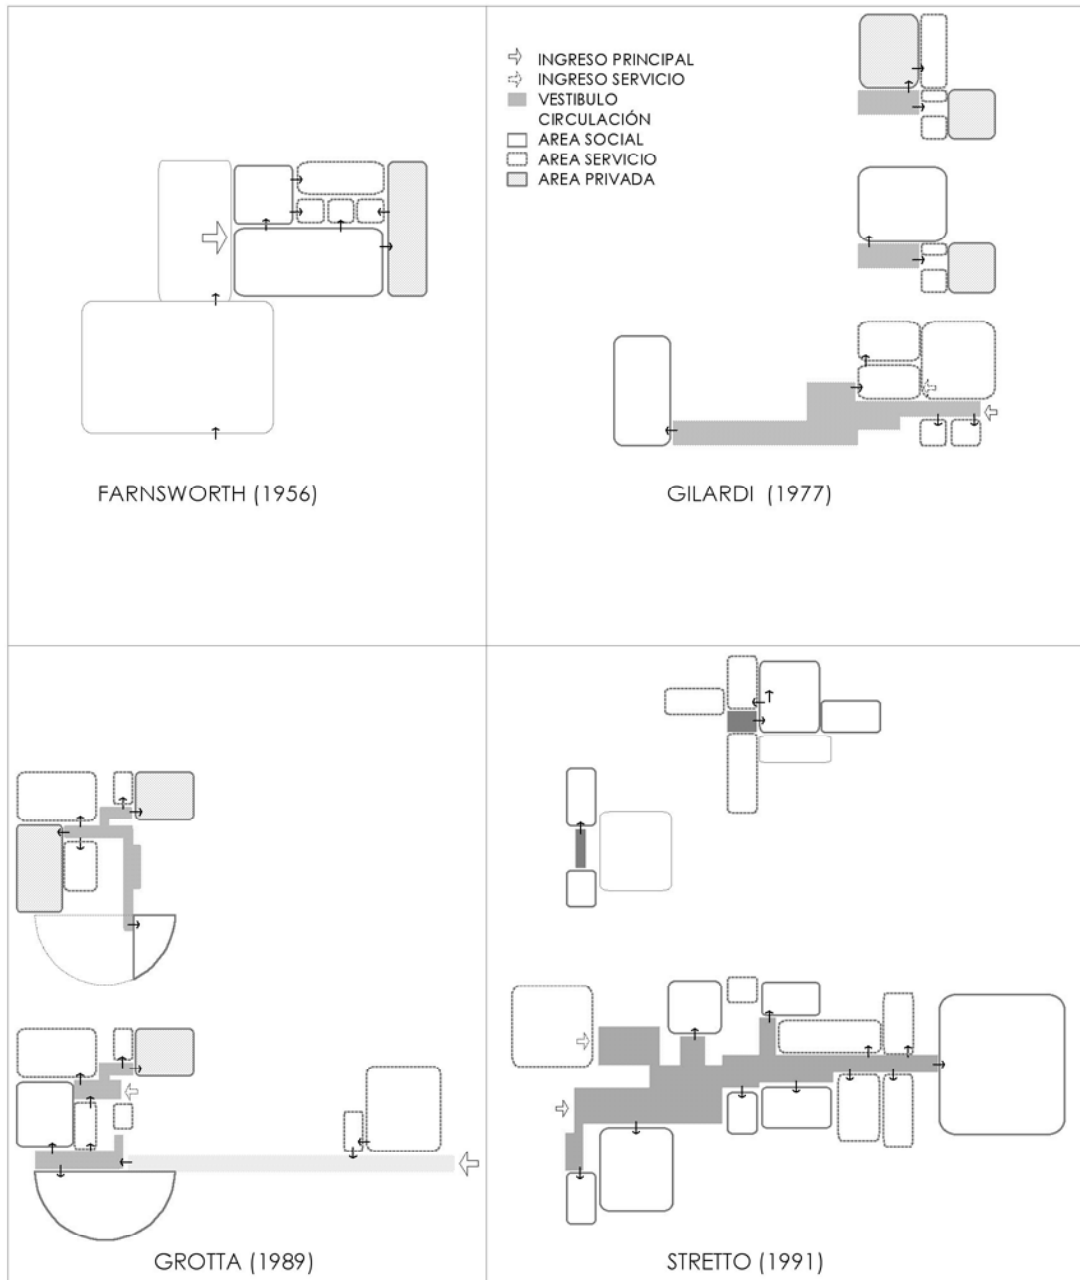 INGRESO PRINCIPAL
INGRESO SERVICIO
VESTIBULO
CIRCULACIÓN
AREA SOCIAL
AREA SERVICIO
AREA PRIVADA
FARNSWORTH (1956)
GILARDI (1977)
GROTTA (1989)
STRETTO (1991)